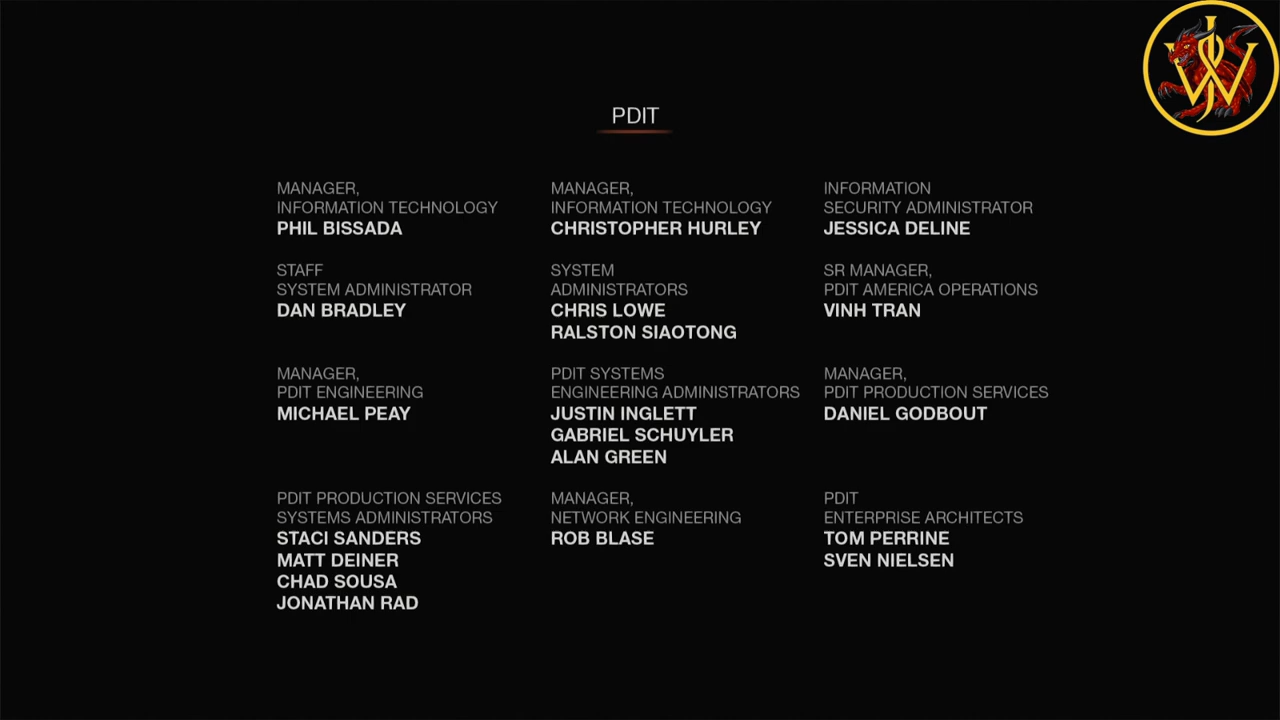 PDIT
MANAGER,
INFORMATION TECHNOLOGY
PHIL BISSADA
MANAGER,
INFORMATION TECHNOLOGY
CHRISTOPHER HURLEY
INFORMATION
SECURITY ADMINISTRATOR
JESSICA DELINE
STAFF
SYSTEM ADMINISTRATOR
DAN BRADLEY
SYSTEM
ADMINISTRATORS
CHRIS LOWE
RALSTON SIAOTONG
SR MANAGER,
PDIT AMERICA OPERATIONS
VINH TRAN
MANAGER,
PDIT ENGINEERING
MICHAEL PEAY
PDIT SYSTEMS
ENGINEERING ADMINISTRATORS
JUSTIN INGLETT
GABRIEL SCHUYLER
ALAN GREEN
MANAGER,
PDIT PRODUCTION SERVICES
DANIEL GODBOUT
PDIT PRODUCTION SERVICES
SYSTEMS ADMINISTRATORS
STACI SANDERS
MATT DEINER
CHAD SOUSA
JONATHAN RAD
MANAGER,
NETWORK ENGINEERING
ROB BLASE
PDIT
ENTERPRISE ARCHITECTS
TOM PERRINE
SVEN NIELSEN